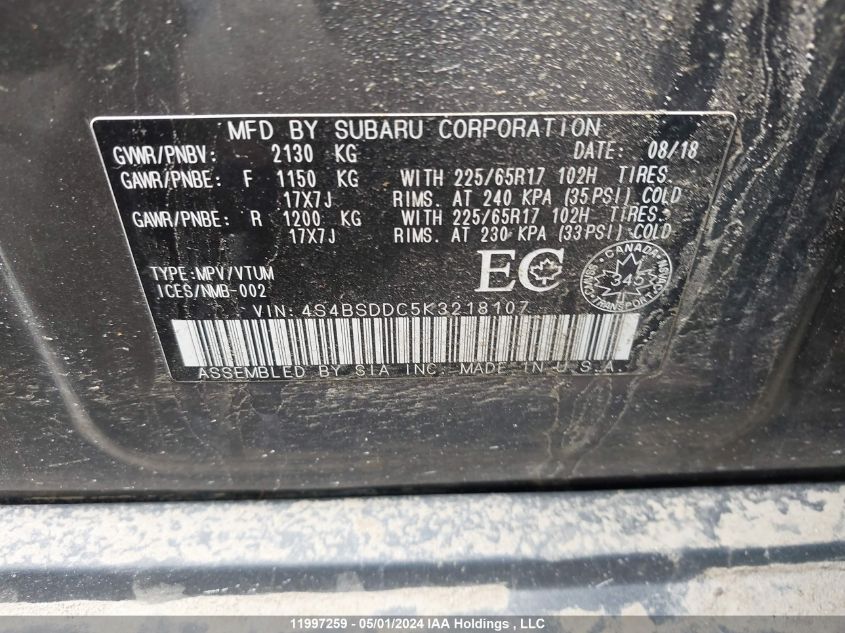 MFD BY SUBARU CORPORATION
GVWR/PNBV: 2130 KG DATE: 08/18
GAWR/PNBE: F 1150 KG WITH 225/65R17 102H TIRES.
17X7J RIMS. AT 240 KPA (35PSI) COLD
GAWR/PNBE: R 1200 KG WITH 225/65R17 102H TIRES.
17X7J RIMS. AT 230 KPA (33PSI) COLD
TYPE:MPV/VTUM
ICES/NMB-002
EC
CANADA
345
TRANSPORT
VIN: 4S4BSDDC5K3218107
ASSEMBLED BY SIA INC. MADE IN U.S.A.
11997259 - 05/01/2024 IAA Holdings, LLC